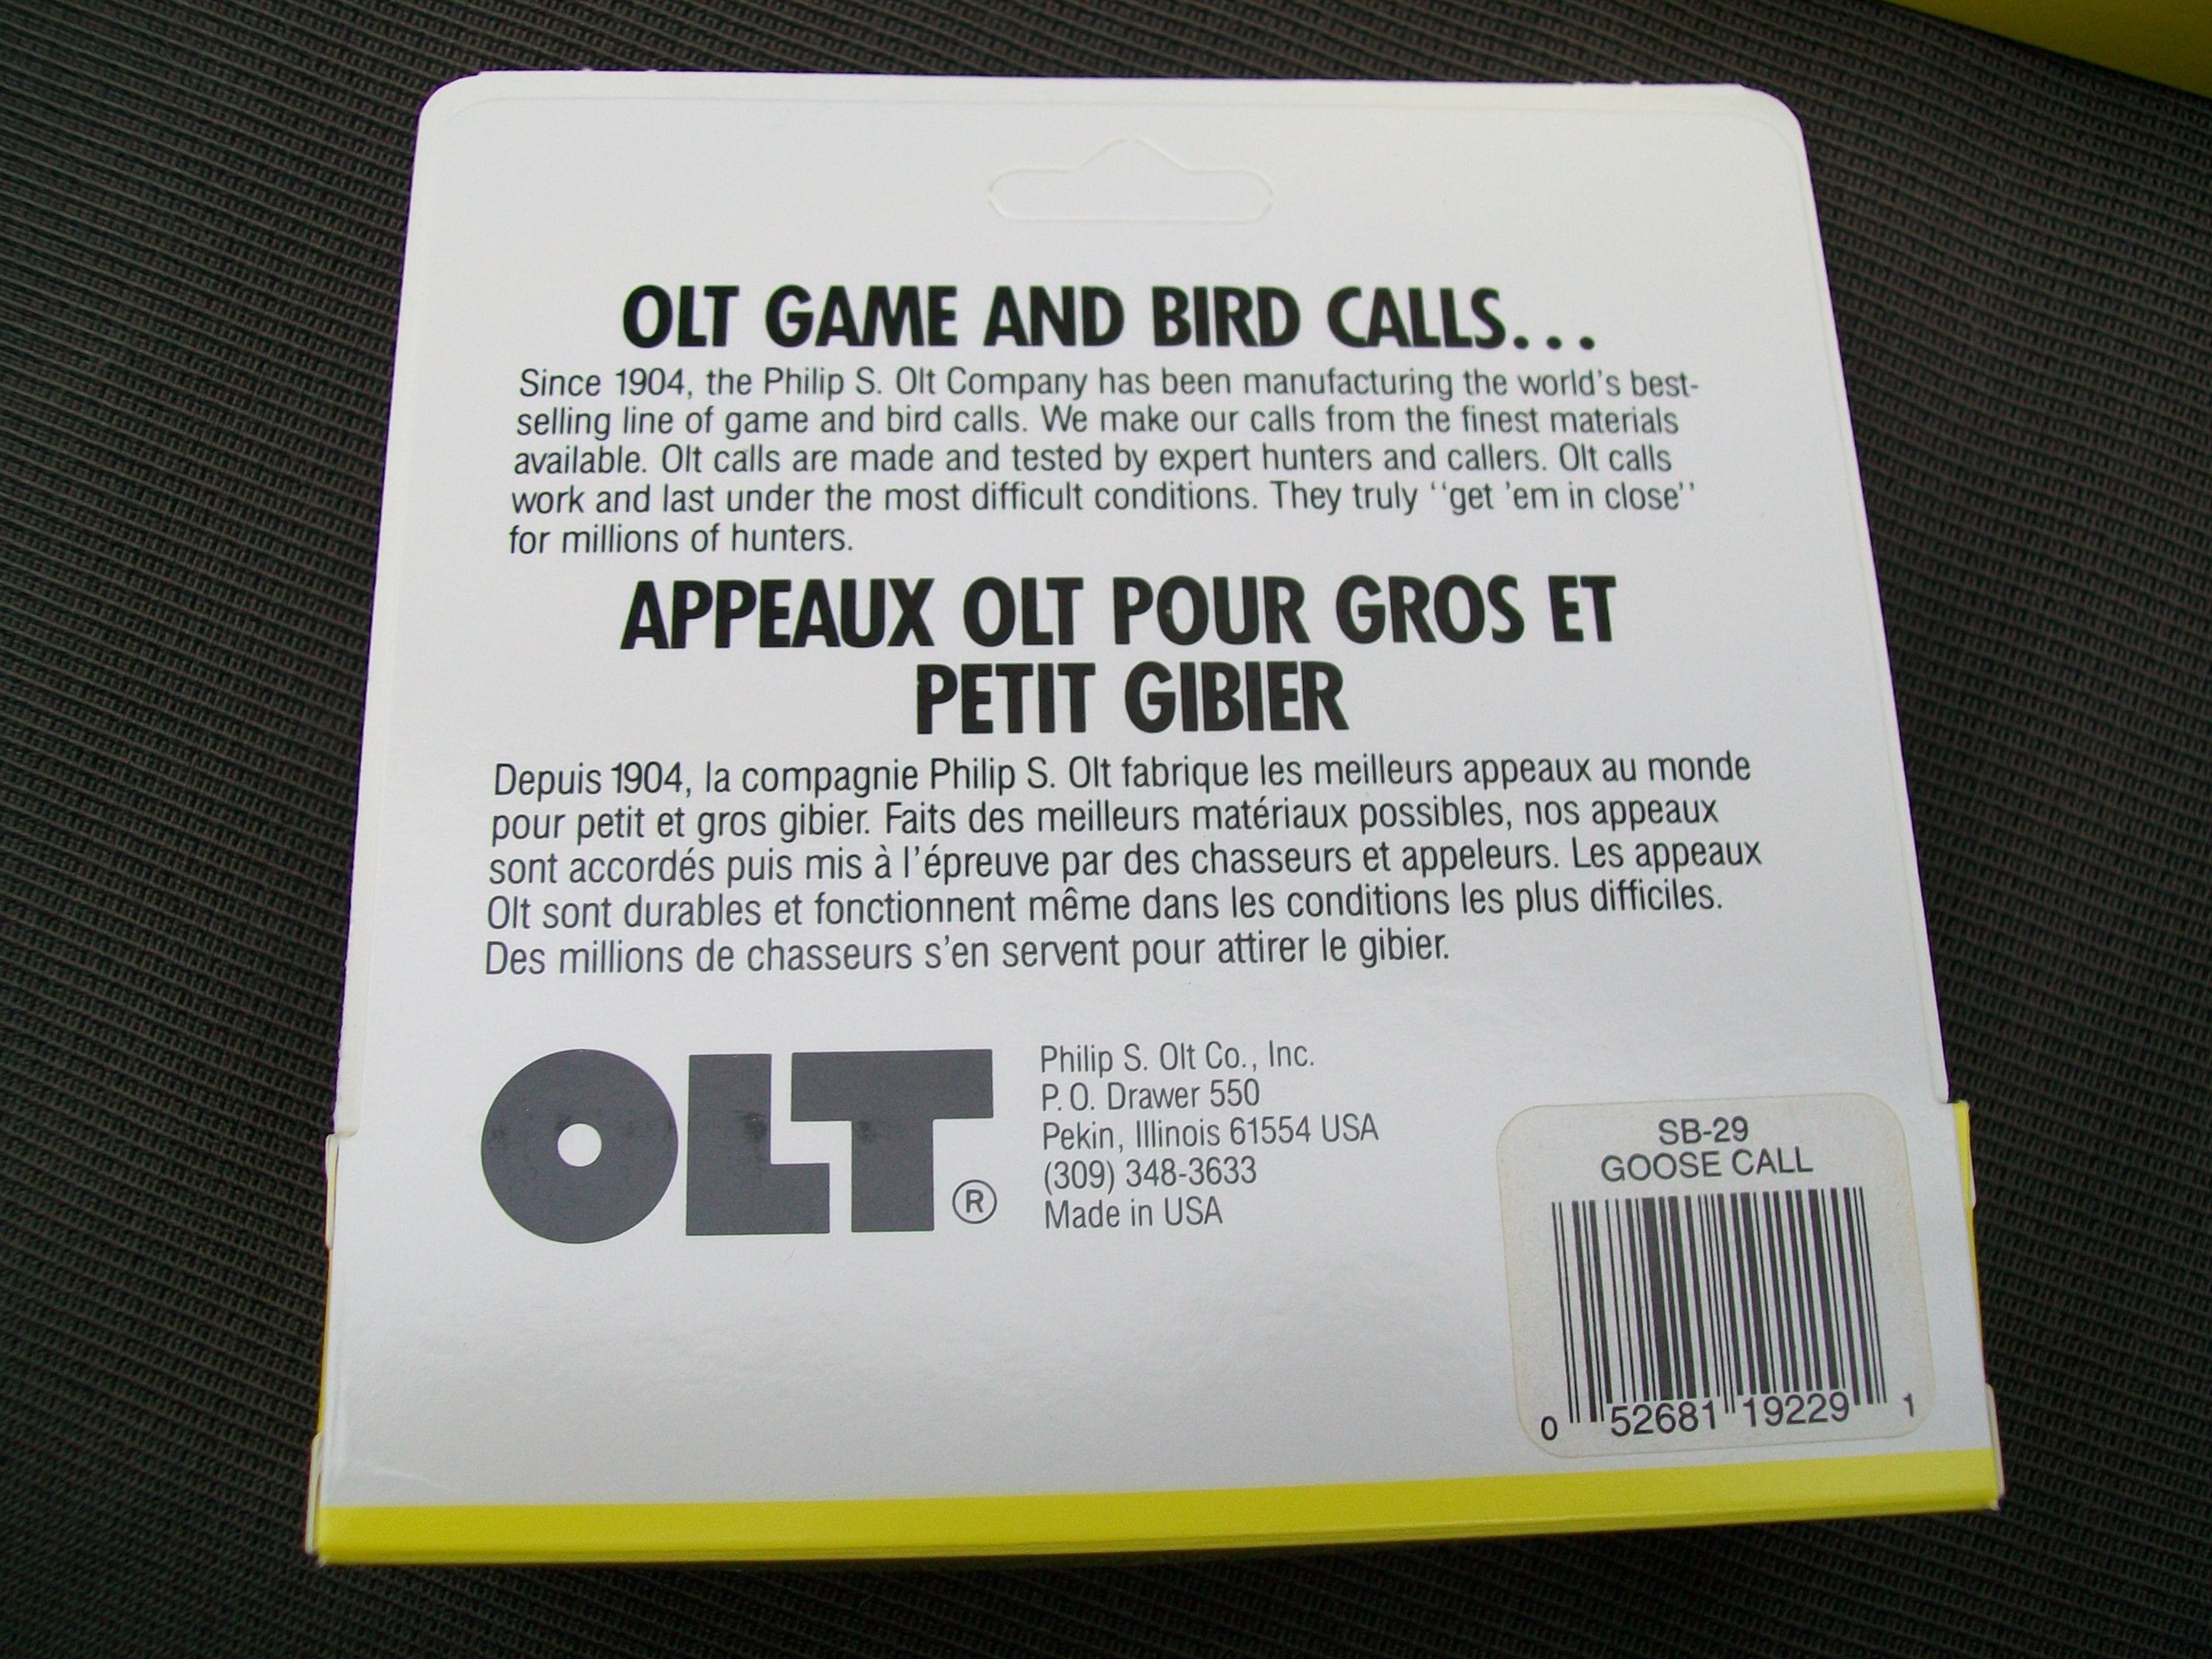 OLT GAME AND BIRD CALLS...
Since 1904, the Philip S. Olt Company has been manufacturing the world's best-
selling line of game and bird calls. We make our calls from the finest materials
available. Olt calls are made and tested by expert hunters and callers. Olt calls
work and last under the most difficult conditions. They truly ''get 'em in close''
for millions of hunters.
APPEAUX OLT POUR GROS ET
PETIT GIBIER
Depuis 1904, la compagnie Philip S. Olt fabrique les meilleurs appeaux au monde
pour petit et gros gibier. Faits des meilleurs matériaux possibles, nos appeaux
sont accordés puis mis à l'épreuve par des chasseurs et appeleurs. Les appeaux
Olt sont durables et fonctionnent même dans les conditions les plus difficiles.
Des millions de chasseurs s'en servent pour attirer le gibier.
OLT®
Philip S. Olt Co., Inc.
P.O. Drawer 550
Pekin, Illinois 61554 USA
(309) 348-3633
Made in USA
SB-29
GOOSE CALL
0 52681 19229 1